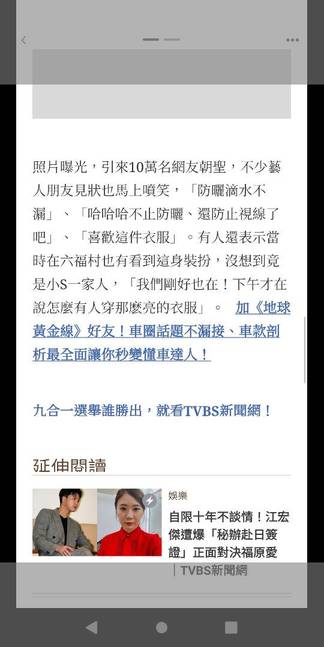 照片曝光，引來10萬名網友朝聖，不少藝
人朋友見狀也馬上噴笑，「防曬滴水不
漏」、「哈哈哈不止防曬、還防止視線了
吧」、「喜歡這件衣服」。有人還表示當
時在六福村也有看到這身裝扮，沒想到竟
是小S一家人，「我們剛好也在！下午才在
說怎麼有人穿那麼亮的衣服」。 加《地球
黃金線》好友！車圈話題不漏接、車款剖
析最全面讓你秒變懂車達人！
九合一選舉誰勝出，就看TVBS新聞網！
延伸閱讀
娛樂
自限十年不談情！江宏
傑遭爆「秘辦赴日簽
證」正面對決福原愛
｜TVBS新聞網